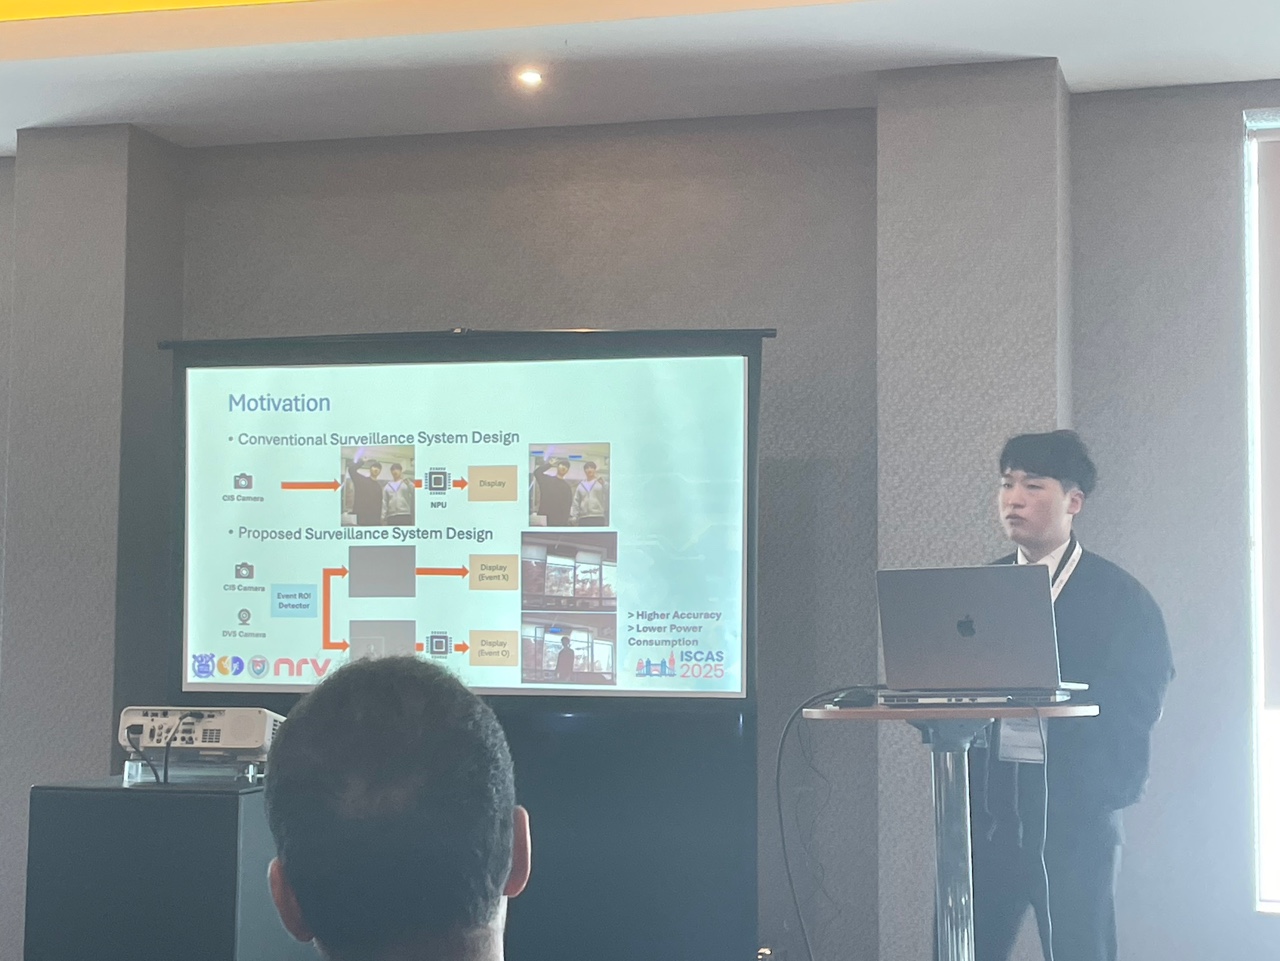 Motivation
• Conventional Surveillance System Design
CIS Camera
NPU
Display
• Proposed Surveillance System Design
CIS Camera
DVS Camera
Event ROI
Detector
Display
(Event X)
Display
(Event O)
> Higher Accuracy
> Lower Power
Consumption
nrv
ISCAS
2025